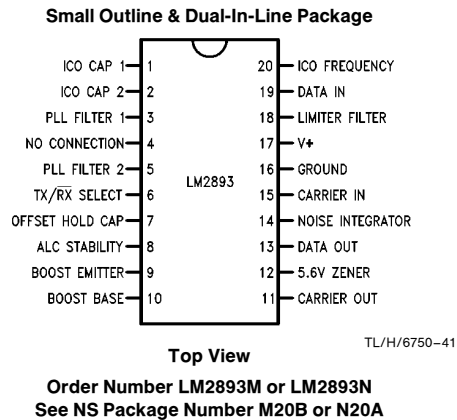 Small Outline & Dual-In-Line Package
ICO CAP 1 1 20 ICO FREQUENCY
ICO CAP 2 2 19 DATA IN
PLL FILTER 1 3 18 LIMITER FILTER
NO CONNECTION 4 17 V+
PLL FILTER 2 5 16 GROUND
LM2893
TX/R̅X̅ SELECT 6 15 CARRIER IN
OFFSET HOLD CAP 7 14 NOISE INTEGRATOR
ALC STABILITY 8 13 DATA OUT
BOOST EMITTER 9 12 5.6V ZENER
BOOST BASE 10 11 CARRIER OUT
TL/H/6750–41
Top View
Order Number LM2893M or LM2893N
See NS Package Number M20B or N20A